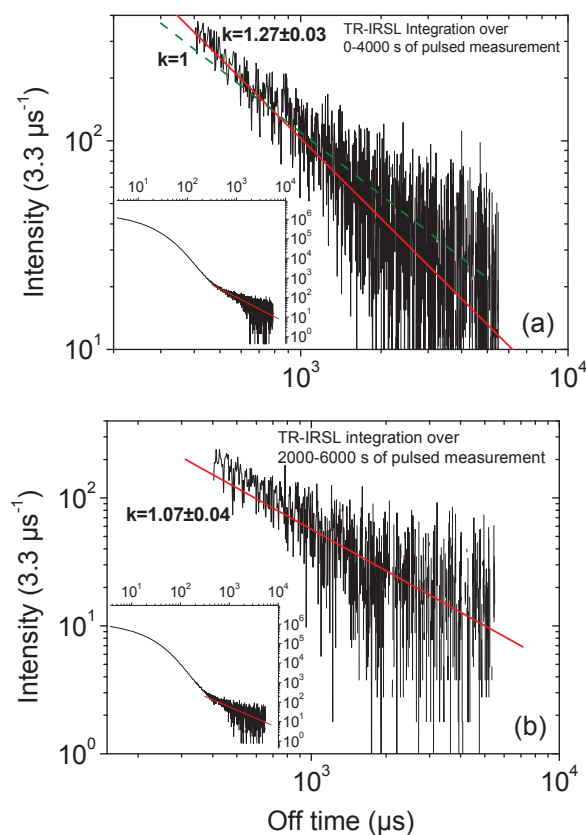 k=1.27±0.03
TR-IRSL Integration over
0-4000 s of pulsed measurement
k=1
10²
10¹
Intensity (3.3 µs⁻¹)
10¹ 10² 10³ 10⁴
10⁶
10⁵
10⁴
10³
10²
10¹
10⁰
(a)
10³ 10⁴
TR-IRSL integration over
2000-6000 s of pulsed measurement
k=1.07±0.04
10²
10¹
10⁰
Intensity (3.3 µs⁻¹)
10¹ 10² 10³ 10⁴
10⁶
10⁵
10⁴
10³
10²
10¹
10⁰
(b)
10³ 10⁴
Off time (µs)